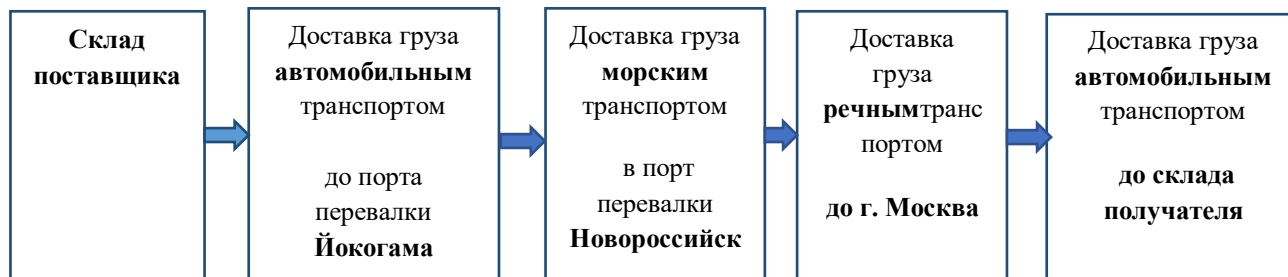 Склад
поставщика
Доставка груза
автомобильным
транспортом
до порта
перевалки
Йокогама
Доставка груза
морским
транспортом
в порт
перевалки
Новороссийск
Доставка
груза
речнымтранс
портом
до г. Москва
Доставка груза
автомобильным
транспортом
до склада
получателя